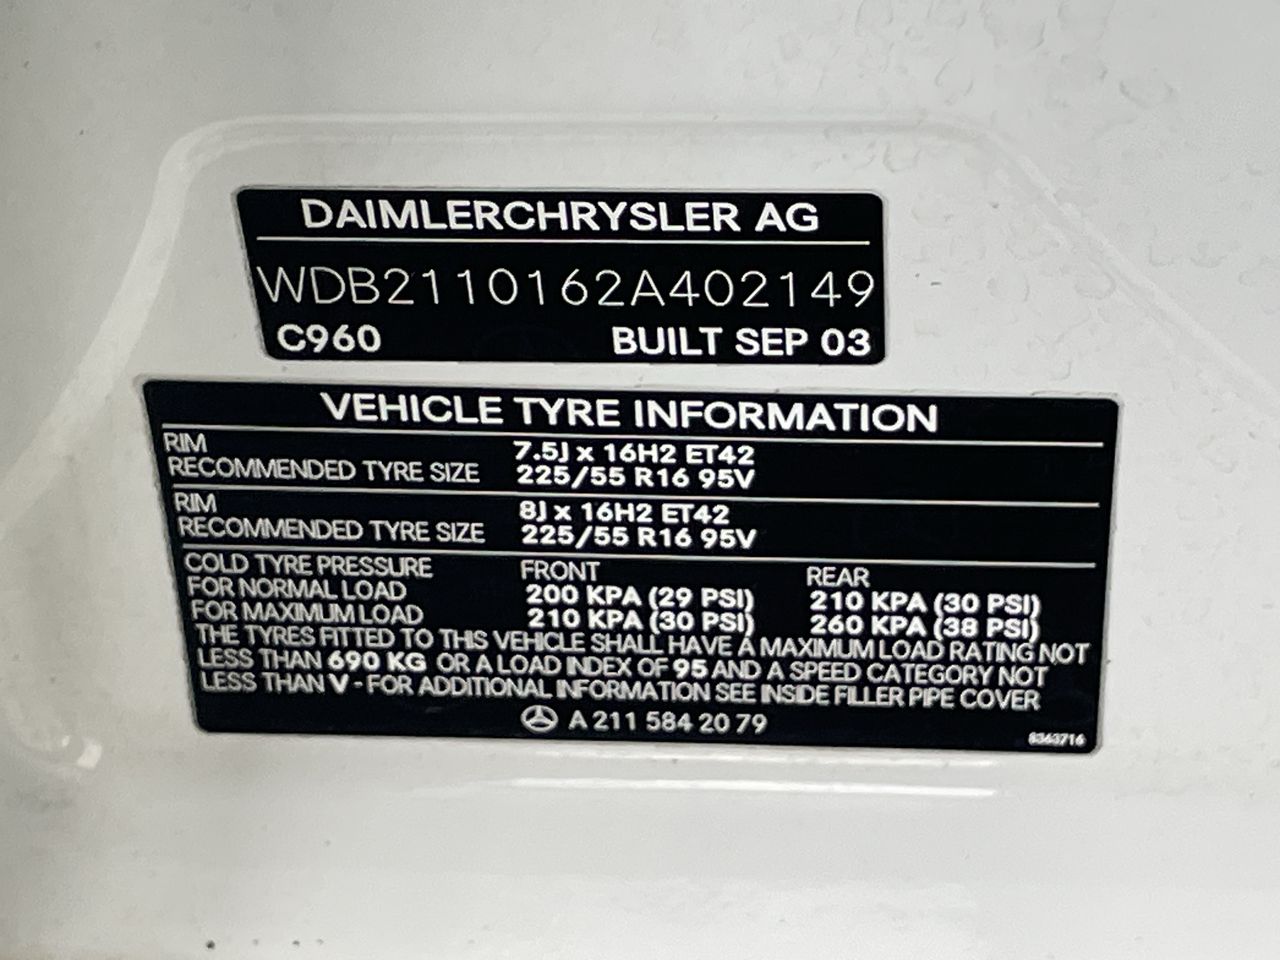 DAIMLERCHRYSLER AG
WDB2110162A402149
C960 BUILT SEP 03
VEHICLE TYRE INFORMATION
RIM 7.5J x 16H2 ET42
RECOMMENDED TYRE SIZE 225/55 R16 95V
RIM 8J x 16H2 ET42
RECOMMENDED TYRE SIZE 225/55 R16 95V
COLD TYRE PRESSURE FRONT REAR
FOR NORMAL LOAD 200 KPA (29 PSI) 210 KPA (30 PSI)
FOR MAXIMUM LOAD 210 KPA (30 PSI) 260 KPA (38 PSI)
THE TYRES FITTED TO THIS VEHICLE SHALL HAVE A MAXIMUM LOAD RATING NOT
LESS THAN 690 KG OR A LOAD INDEX OF 95 AND A SPEED CATEGORY NOT
LESS THAN V - FOR ADDITIONAL INFORMATION SEE INSIDE FILLER PIPE COVER
A 211 584 20 79
8363716